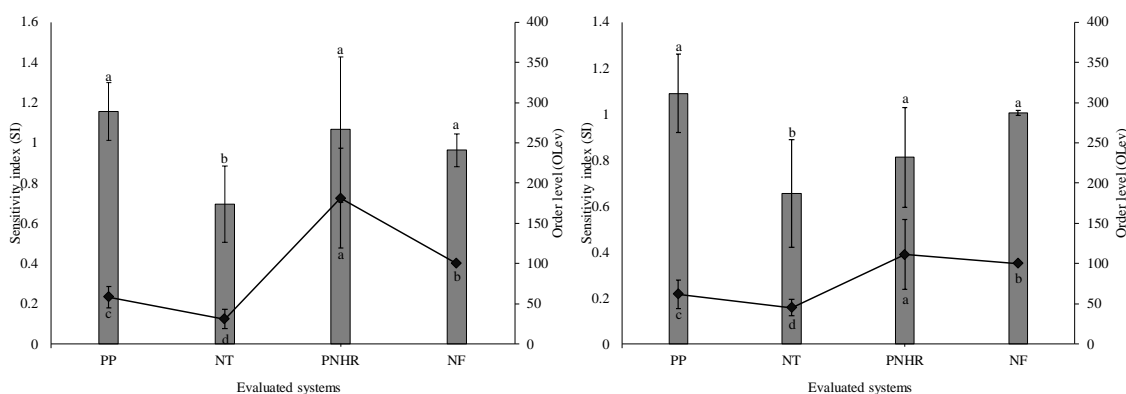 Sensitivity index (SI)
1.6
1.4
1.2
1
0.8
0.6
0.4
0.2
0
a
b
a
a
c
d
a
b
400
350
300
250
200
150
100
50
0
Order level (OLev)
PP NT PNHR NF
Evaluated systems
Sensitivity index (SI)
1.4
1.2
1
0.8
0.6
0.4
0.2
0
a
b
a
a
c
d
a
b
400
350
300
250
200
150
100
50
0
Order level (OLev)
PP NT PNHR NF
Evaluated systems